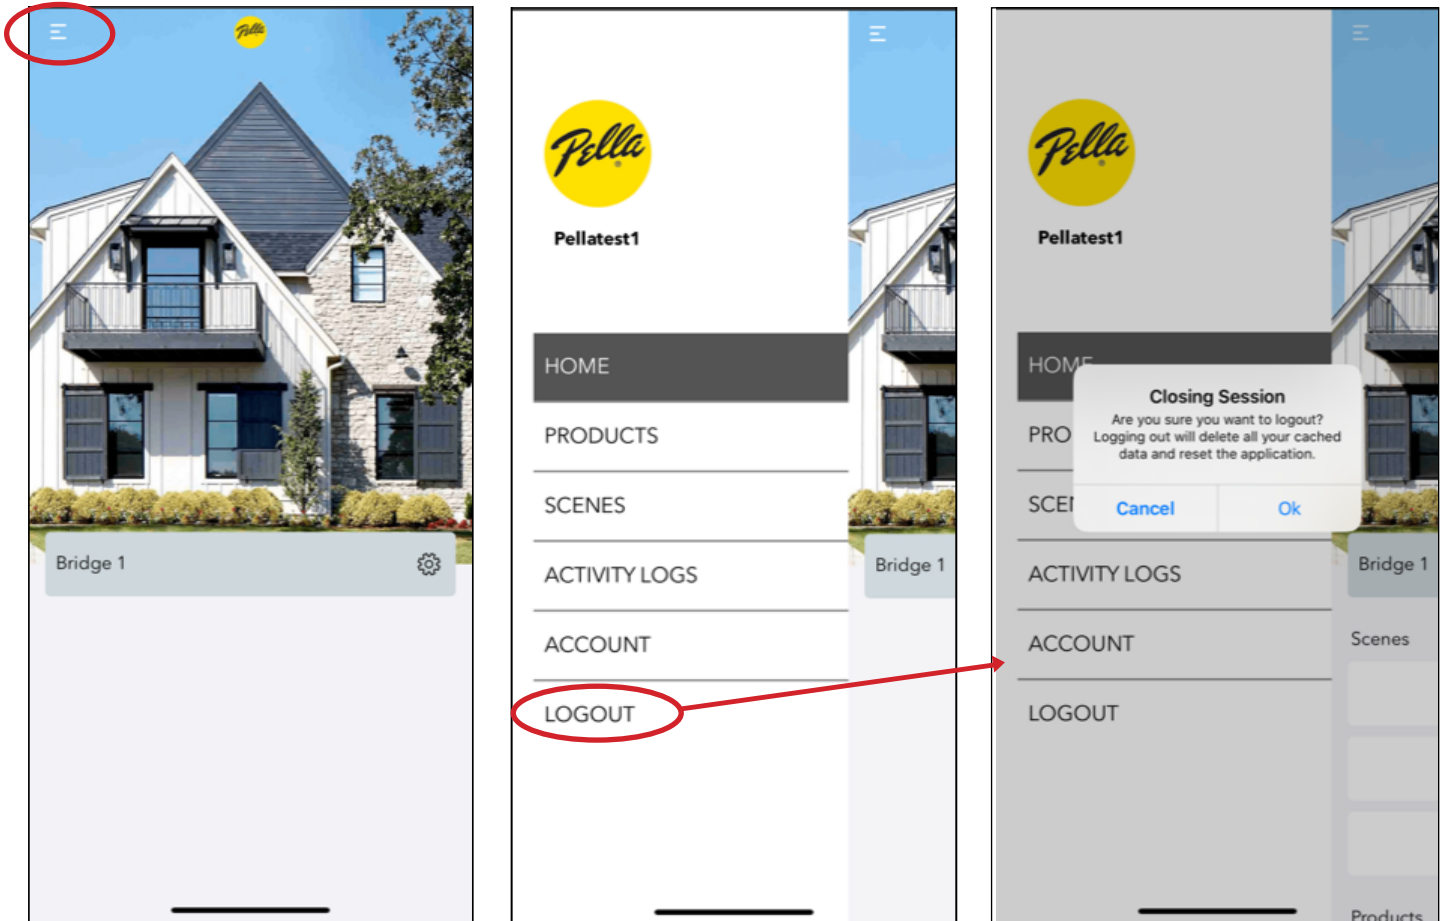 Pella
Bridge 1
Pella
Pellatest1
HOME
PRODUCTS
SCENES
ACTIVITY LOGS
ACCOUNT
LOGOUT
Bridge 1
Pella
Pellatest1
HOME
PRO
SCEN
ACTIVITY LOGS
ACCOUNT
LOGOUT
Closing Session
Are you sure you want to logout?
Logging out will delete all your cached
data and reset the application.
Cancel Ok
Bridge 1
Scenes
Products